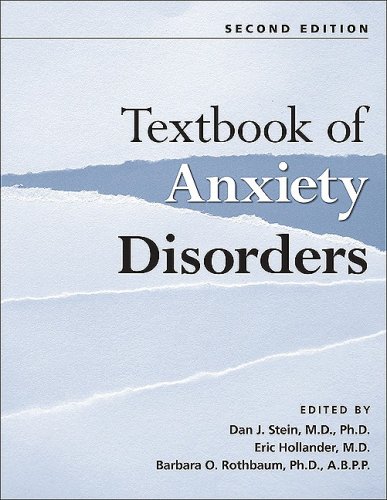 SECOND EDITION
Textbook of
Anxiety
Disorders
EDITED BY
Dan J. Stein, M.D., Ph.D.
Eric Hollander, M.D.
Barbara O. Rothbaum, Ph.D., A.B.P.P.